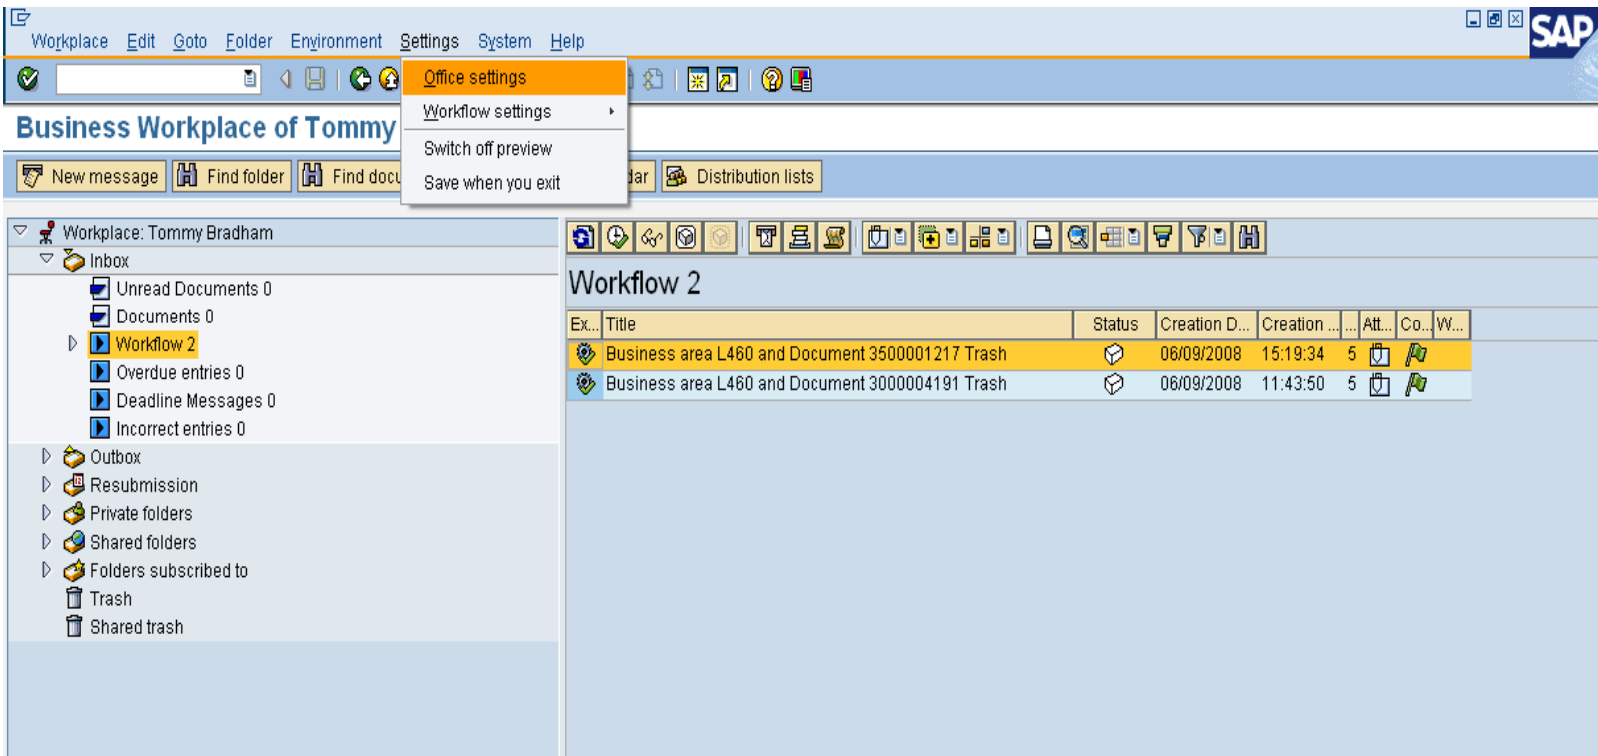 Workplace Edit Goto Folder Environment Settings System Help
SAP
Office settings
Workflow settings
Switch off preview
Save when you exit
Business Workplace of Tommy
New message Find folder Find docu dar Distribution lists
Workplace: Tommy Bradham
Inbox
Unread Documents 0
Documents 0
Workflow 2
Overdue entries 0
Deadline Messages 0
Incorrect entries 0
Outbox
Resubmission
Private folders
Shared folders
Folders subscribed to
Trash
Shared trash
Workflow 2
Ex... Title Status Creation D... Creation ... ... Att... Co... W...
Business area L460 and Document 3500001217 Trash 06/09/2008 15:19:34 5
Business area L460 and Document 3000004191 Trash 06/09/2008 11:43:50 5